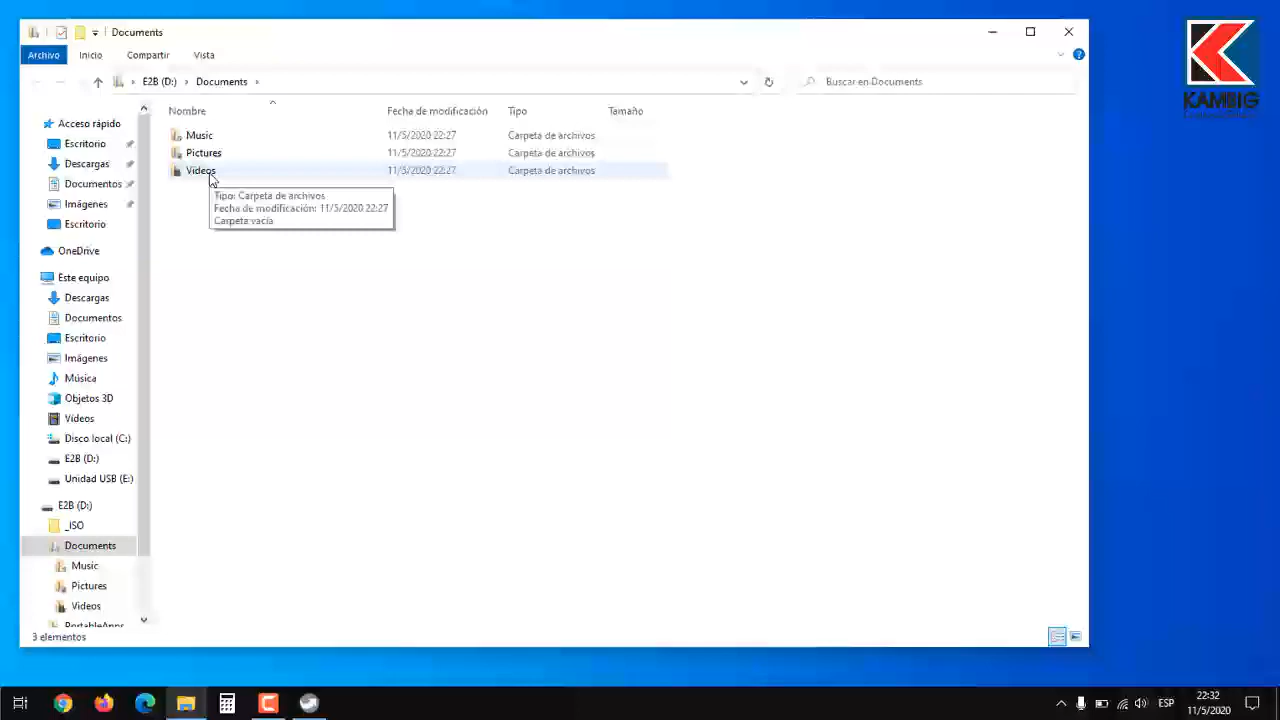 Documents
Archivo Inicio Compartir Vista
E2B (D:) Documents Buscar en Documents
KAMBIG
Nombre Fecha de modificación Tipo Tamaño
Music 11/5/2020 22:27 Carpeta de archivos
Pictures 11/5/2020 22:27 Carpeta de archivos
Videos 11/5/2020 22:27 Carpeta de archivos
Tipo: Carpeta de archivos
Fecha de modificación: 11/5/2020 22:27
Carpeta vacía
Acceso rápido
Escritorio
Descargas
Documentos
Imágenes
Escritorio
OneDrive
Este equipo
Descargas
Documentos
Escritorio
Imágenes
Música
Objetos 3D
Vídeos
Disco local (C:)
E2B (D:)
Unidad USB (E:)
E2B (D:)
_ISO
Documents
Music
Pictures
Videos
PortableApps
3 elementos
ESP
22:32
11/5/2020